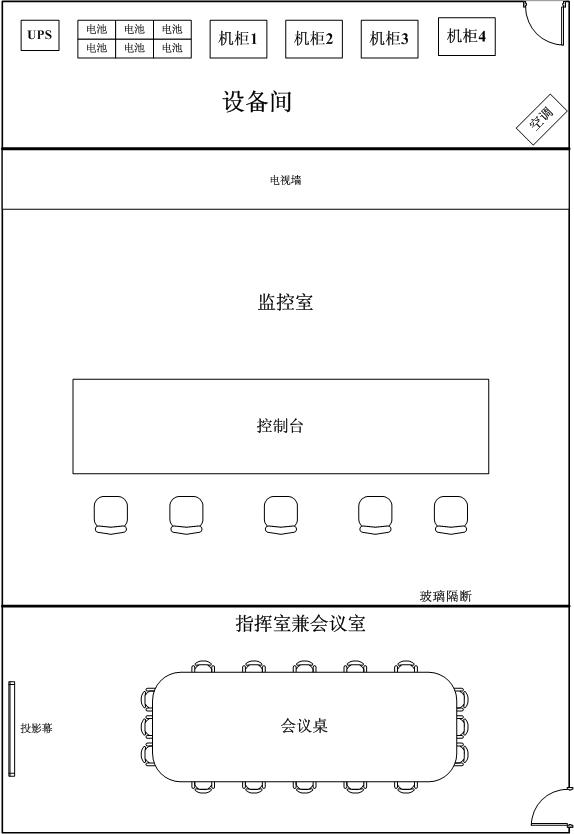 UPS
电池 电池 电池
电池 电池 电池
机柜1
机柜2
机柜3
机柜4
设备间
空调
电视墙
监控室
控制台
玻璃隔断
指挥室兼会议室
投影幕
会议桌